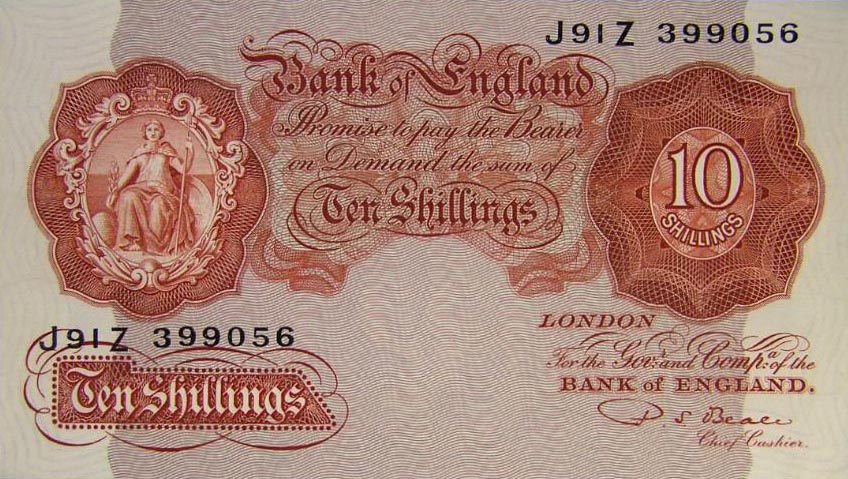 J91Z 399056
Bank of England
Promise to pay the Bearer
on Demand the sum of
Ten Shillings
10
SHILLINGS
J91Z 399056
Ten Shillings
LONDON
For the Govr. and Compa. of the
BANK of ENGLAND.
P. S. Beale
Chief Cashier.